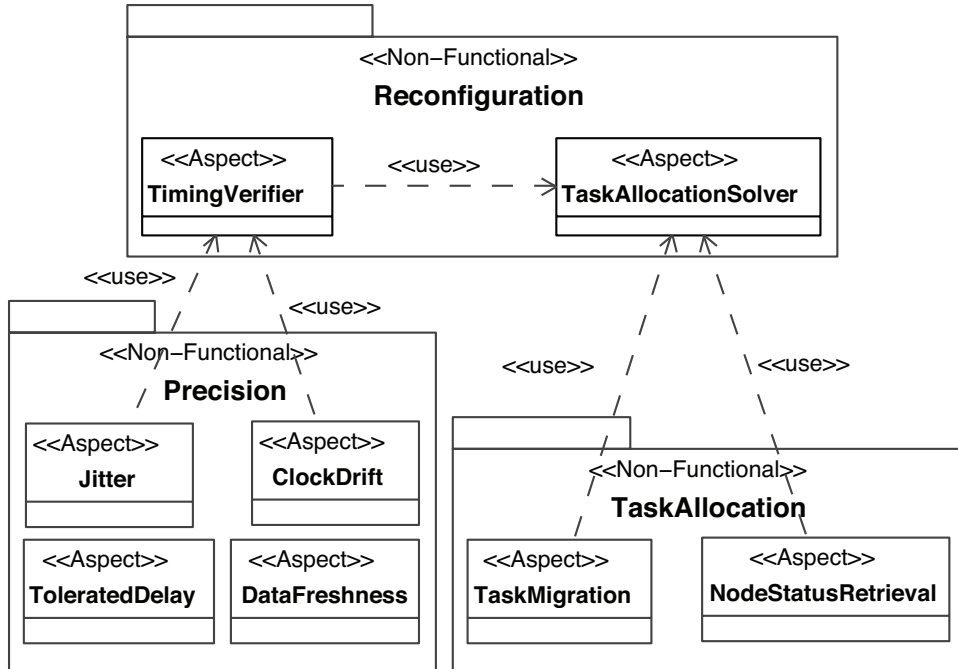 <<Non−Functional>>
Reconfiguration
<<Aspect>>
TimingVerifier
<<use>>
<<Aspect>>
TaskAllocationSolver
<<use>>
<<use>>
<<Non−Functional>>
Precision
<<Aspect>>
Jitter
<<Aspect>>
ClockDrift
<<Aspect>>
ToleratedDelay
<<Aspect>>
DataFreshness
<<use>>
<<use>>
<<Non−Functional>>
TaskAllocation
<<Aspect>>
TaskMigration
<<Aspect>>
NodeStatusRetrieval